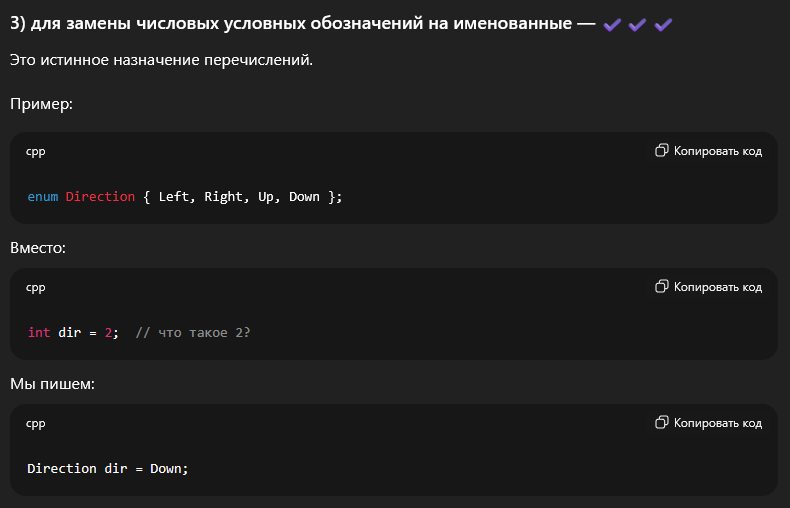 3) для замены числовых условных обозначений на именованные — ✔ ✔ ✔
Это истинное назначение перечислений.
Пример:
cpp
Копировать код
enum Direction { Left, Right, Up, Down };
Вместо:
cpp
Копировать код
int dir = 2;  // что такое 2?
Мы пишем:
cpp
Копировать код
Direction dir = Down;